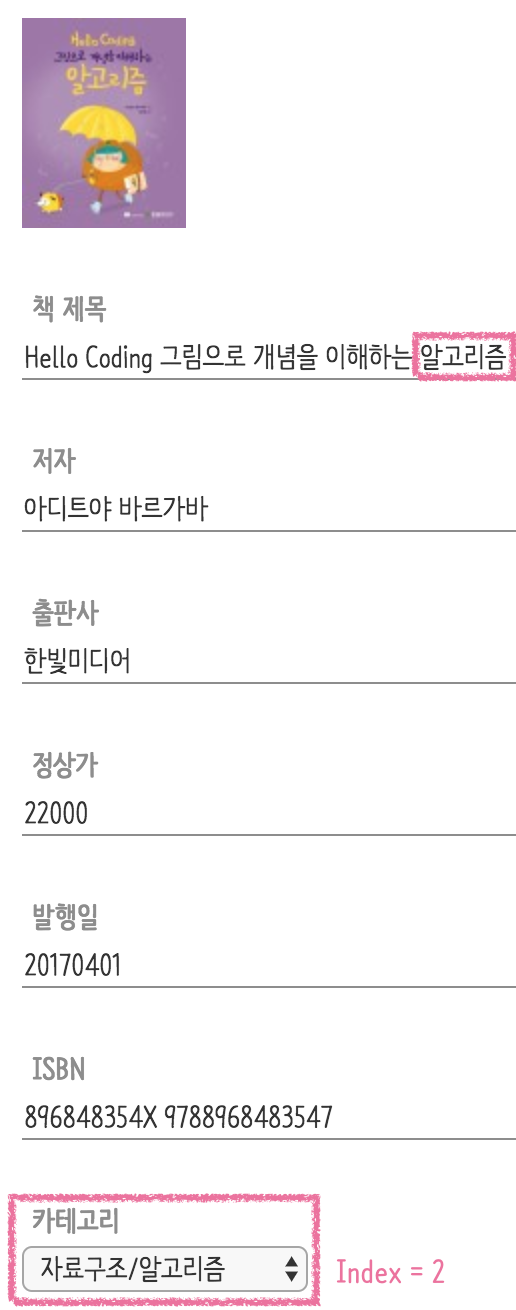 Hello Coding
그림으로 개념을 이해하는
알고리즘
책 제목
Hello Coding 그림으로 개념을 이해하는 알고리즘
저자
아디트야 바르가바
출판사
한빛미디어
정상가
22000
발행일
20170401
ISBN
896848354X 9788968483547
카테고리
자료구조/알고리즘
Index = 2